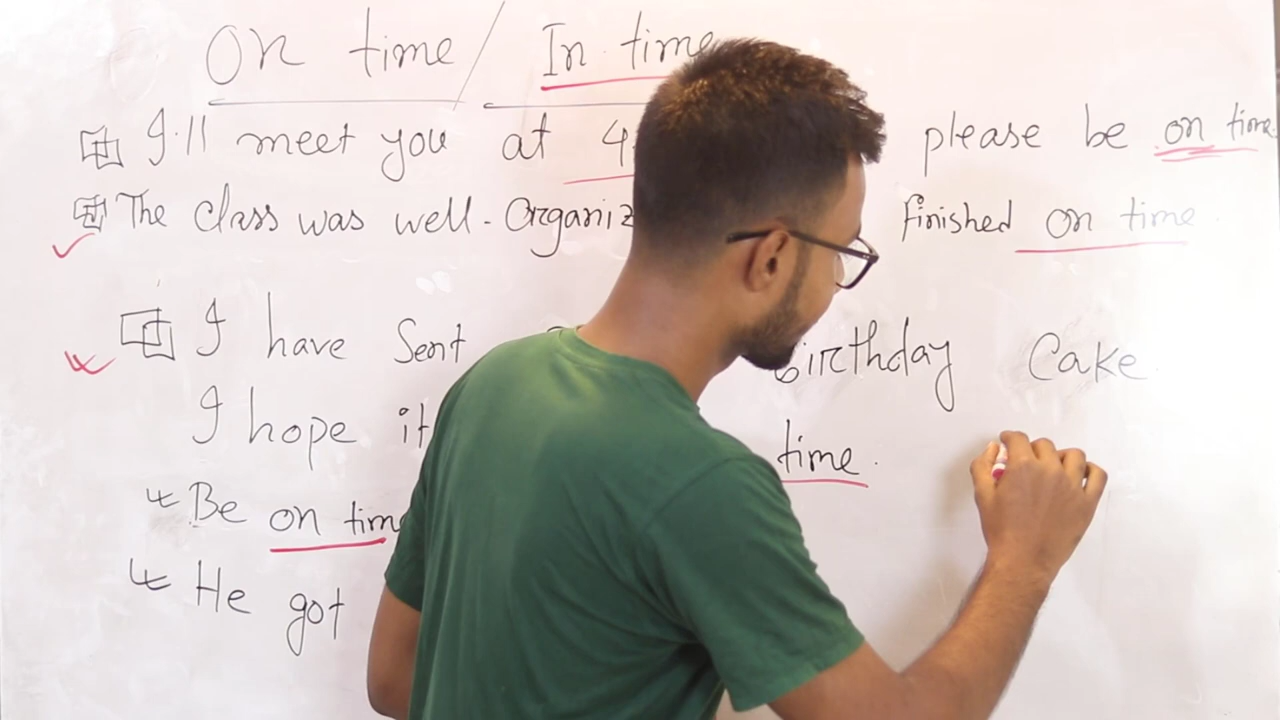 On time / In time
I'll meet you at 4 please be on time
The class was well-Organiz finished on time.
I have Sent Birthday Cake.
I hope it time.
Be on tim
He got